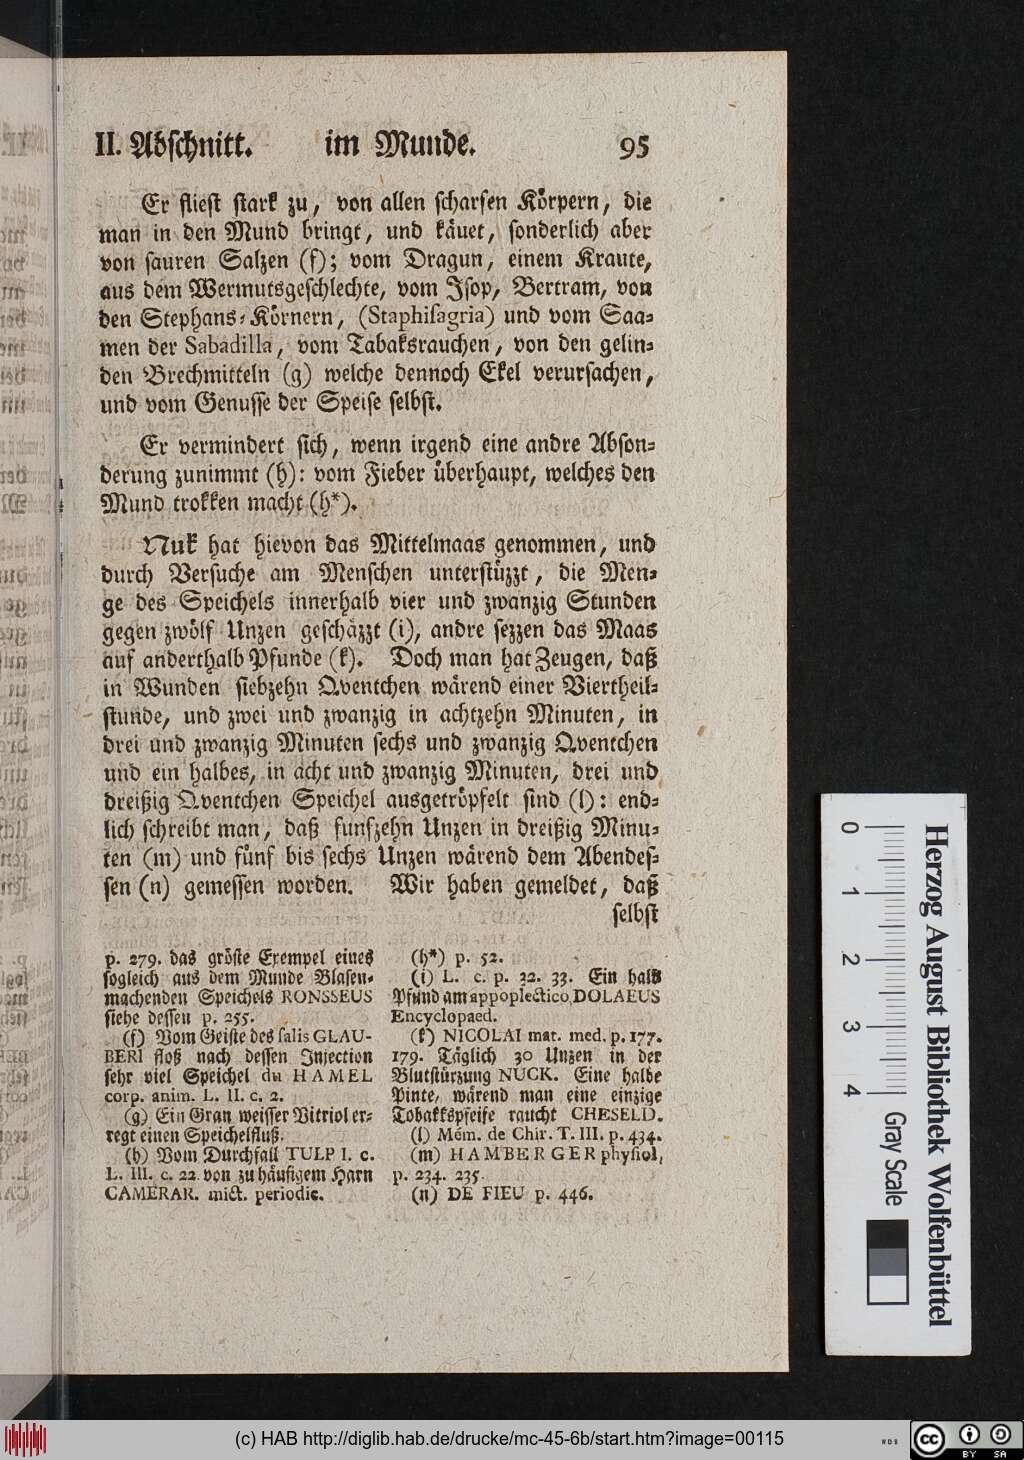 II. Abschnitt. im Munde. 95
Er fliest stark zu, von allen scharfen Körpern, die
man in den Mund bringt, und käuet, sonderlich aber
von sauren Salzen (f); vom Dragun, einem Kraute,
aus dem Wermutsgeschlechte, vom Isop, Bertram, von
den Stephans-Körnern, (Staphisagria) und vom Saa-
men der Sabadilla, vom Tabaksrauchen, von den gelin-
den Brechmitteln (g) welche dennoch Ekel verursachen,
und vom Genusse der Speise selbst.
Er vermindert sich, wenn irgend eine andre Abson-
derung zunimmt (h): vom Fieber überhaupt, welches den
Mund trokken macht (h*).
Nuk hat hievon das Mittelmaas genommen, und
durch Versuche am Menschen unterstüzzt, die Men-
ge des Speichels innerhalb vier und zwanzig Stunden
gegen zwölf Unzen geschäzzt (i), andre sezzen das Maas
auf anderthalb Pfunde (k). Doch man hat Zeugen, daß
in Wunden siebzehn Qventchen wärend einer Viertheil-
stunde, und zwei und zwanzig in achtzehn Minuten, in
drei und zwanzig Minuten sechs und zwanzig Qventchen
und ein halbes, in acht und zwanzig Minuten, drei und
dreißig Qventchen Speichel ausgetröpfelt sind (l): end-
lich schreibt man, daß funfzehn Unzen in dreißig Minu-
ten (m) und fünf bis sechs Unzen wärend dem Abendes-
sen (n) gemessen worden. Wir haben gemeldet, daß
selbst
p. 279. das gröste Exempel eines
sogleich aus dem Munde Blasen-
machenden Speichels RONSSEUS
siehe dessen p. 255.
(f) Vom Geiste des salis GLAU-
BERI floß nach dessen Injection
sehr viel Speichel du HAMEL
corp. anim. L. II. c. 2.
(g) Ein Gran weisser Vitriol er-
regt einen Speichelfluß.
(h) Vom Durchfall TULP I. c.
L. III. c. 22. von zu häufigem Harn
CAMERAR. mict. periodic.
(h*) p. 52.
(i) L. c. p. 32. 33. Ein halb
Pfund am appoplectico, DOLAEUS
Encyclopaed.
(k) NICOLAI mat. med. p. 177.
179. Täglich 30 Unzen in der
Blutstürzung NUCK. Eine halbe
Pinte, wärend man eine einzige
Tobakkspfeife raucht CHESELD.
(l) Mém. de Chir. T. III. p. 434.
(m) HAMBERGER physiol,
p. 234. 235.
(n) DE FIEU p. 446.
0 1 2 3 4
Herzog August Bibliothek Wolfenbüttel
Gray Scale
(c) HAB http://diglib.hab.de/drucke/mc-45-6b/start.htm?image=00115
cc BY SA